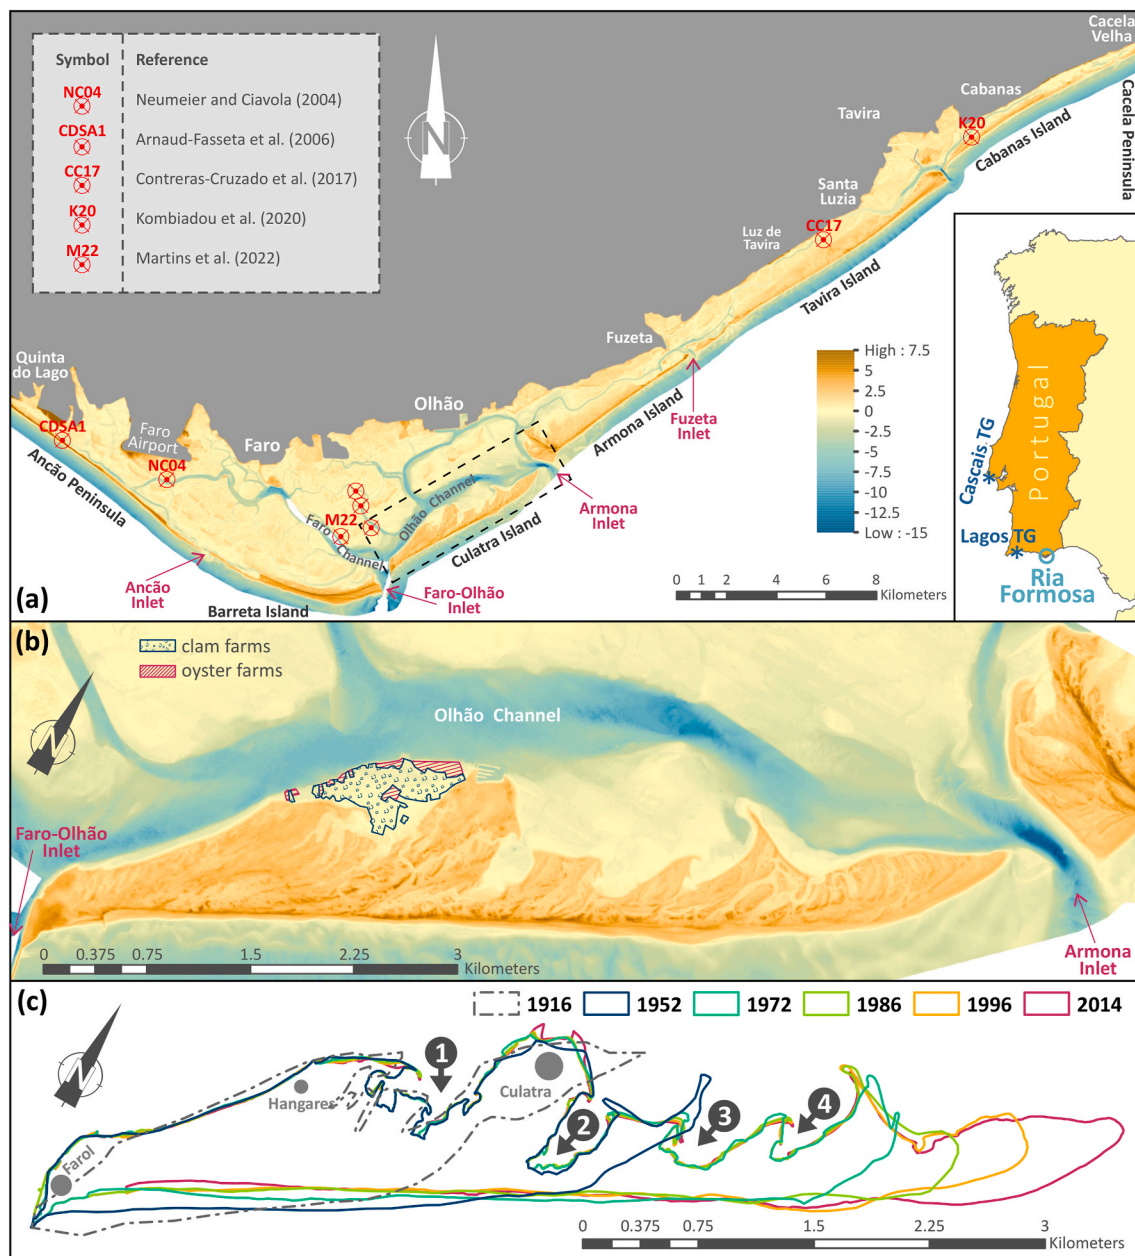 Symbol Reference
NC04 Neumeier and Ciavola (2004)
CDSA1 Arnaud-Fasseta et al. (2006)
CC17 Contreras-Cruzado et al. (2017)
K20 Kombiadou et al. (2020)
M22 Martins et al. (2022)
N
Cacela
Velha
Cabanas
K20
Tavira
Cabanas Island
Cacela Peninsula
Santa
Luzia
CC17
Luz de
Tavira
Tavira Island
Fuzeta
Quinta
do Lago
Olhão
Armona Island
Fuzeta
Inlet
CDSA1
Faro
Airport
Faro
NC04
Ancão Peninsula
M22
Faro Channel
Olhão Channel
Culatra Island
Armona
Inlet
Ancão
Inlet
Faro-Olhão
Inlet
Barreta Island
High : 7.5
5
2.5
0
-2.5
-5
-7.5
-10
-12.5
Low : -15
0 1 2 4 6 8
Kilometers
Portugal
Cascais TG
Lagos TG
Ria
Formosa
(a)
(b)
clam farms
oyster farms
N
Olhão Channel
Faro-Olhão
Inlet
Armona
Inlet
0 0.375 0.75 1.5 2.25 3
Kilometers
(c)
1916 1952 1972 1986 1996 2014
N
1
Hangares
Culatra
2
3
4
Farol
0 0.375 0.75 1.5 2.25 3
Kilometers